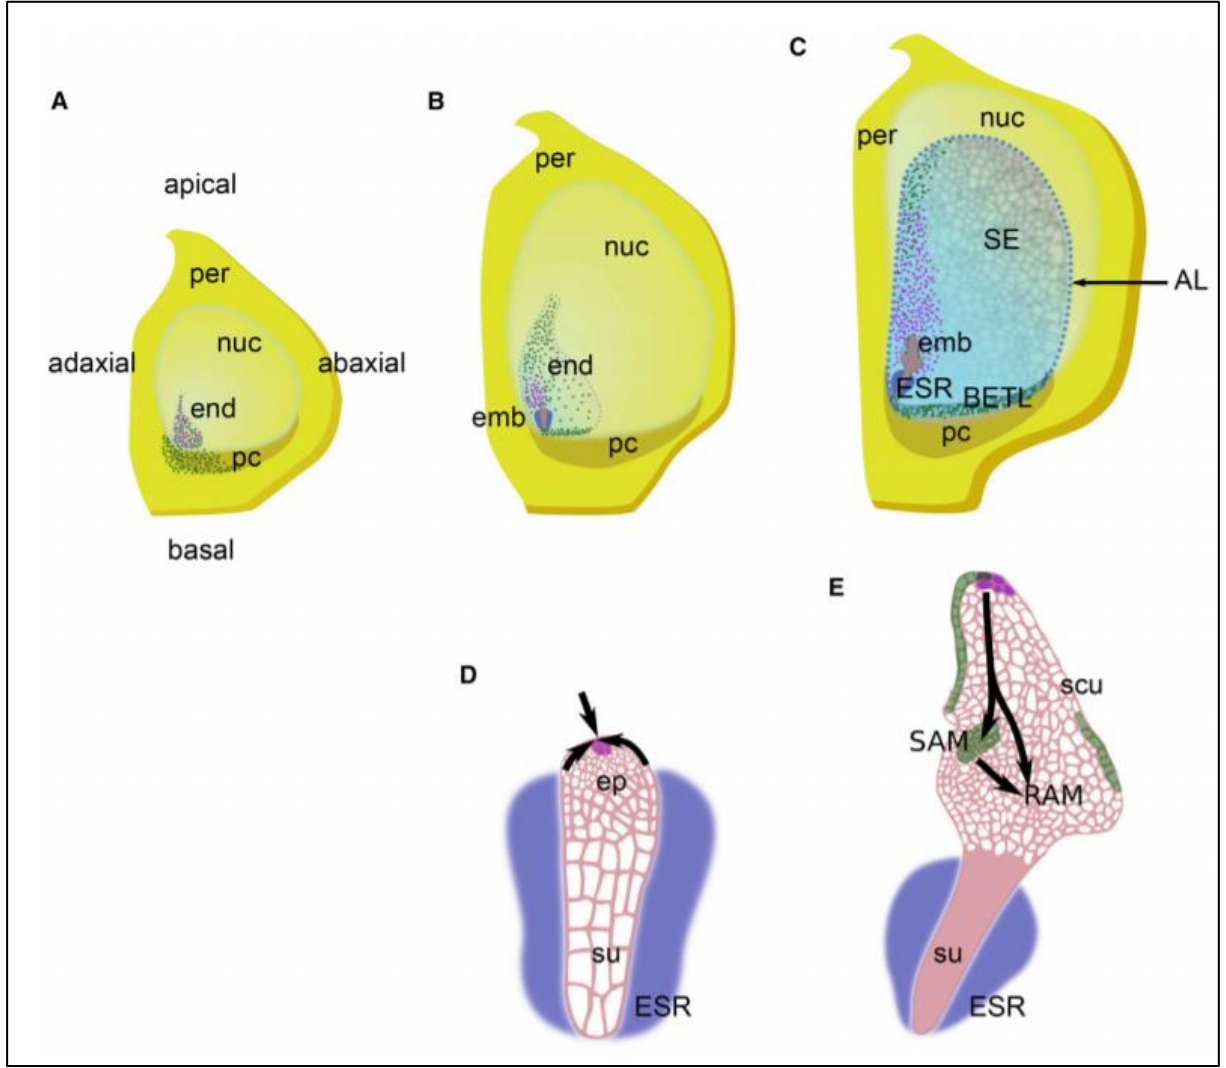 A
apical
per
nuc
adaxial
abaxial
end
pc
basal
B
per
nuc
end
emb
pc
C
nuc
per
SE
AL
emb
ESR
BETL
pc
D
ep
su
ESR
E
scu
SAM
RAM
su
ESR